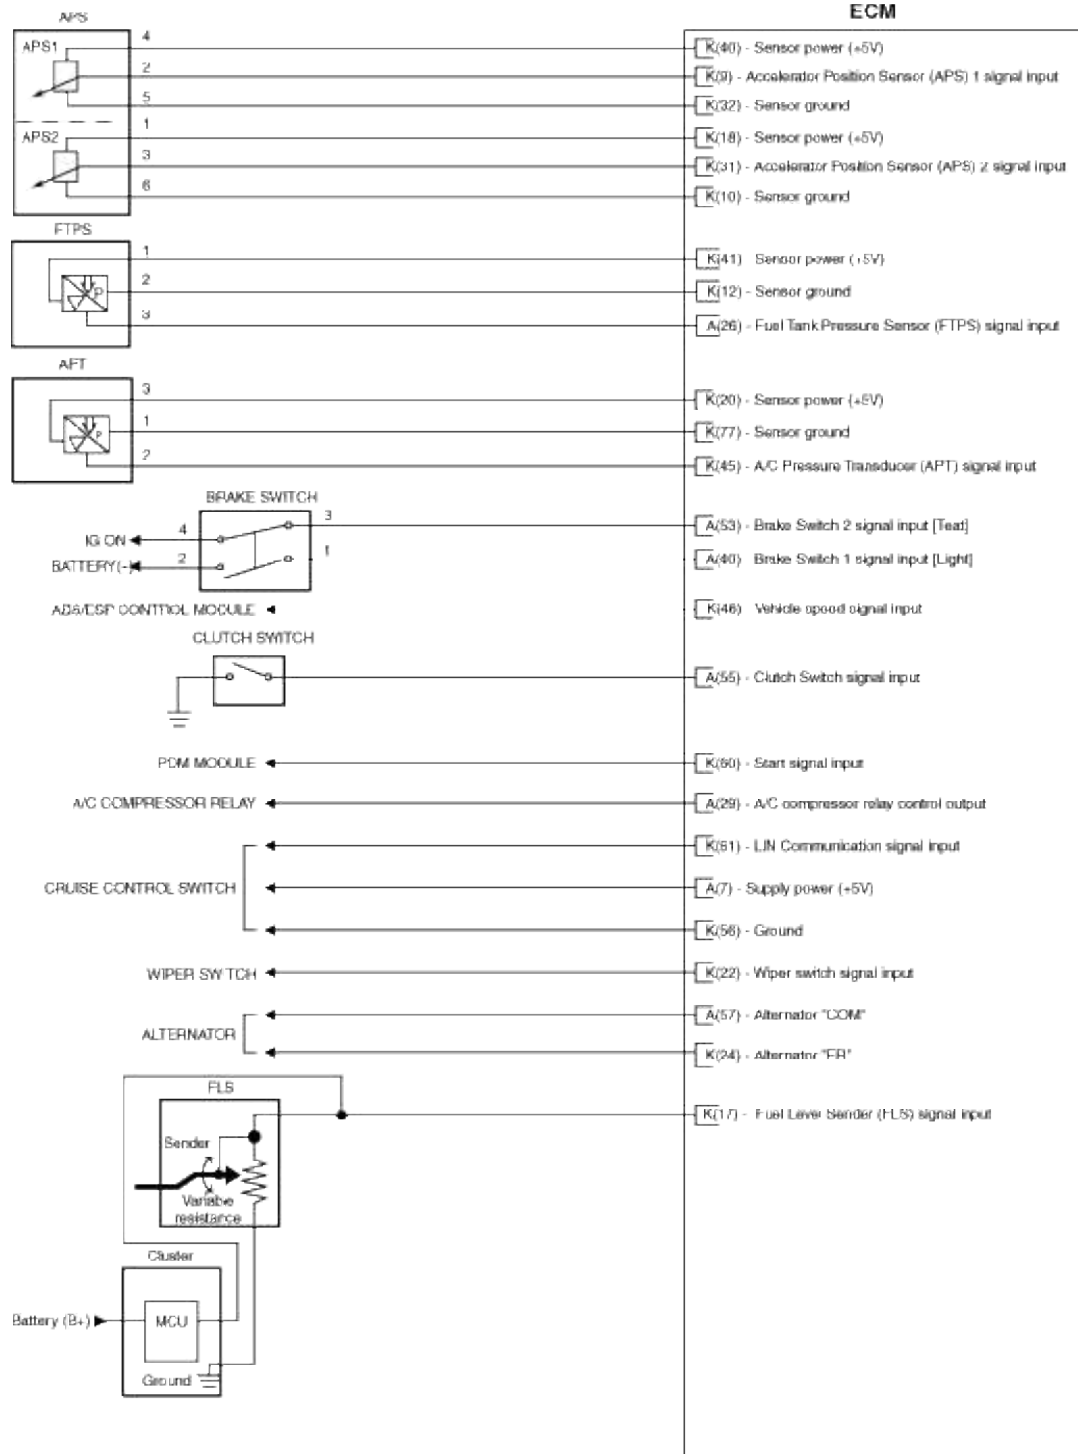 ECM
APS
APS1
4
K(40) - Sensor power (+5V)
2
K(9) - Accelerator Position Sensor (APS) 1 signal input
5
K(32) - Sensor ground
APS2
1
K(18) - Sensor power (+5V)
3
K(31) - Accelerator Position Sensor (APS) 2 signal input
6
K(10) - Sensor ground
FTPS
1
K(41) Sensor power (+5V)
2
K(12) - Sensor ground
3
A(26) - Fuel Tank Pressure Sensor (FTPS) signal input
P
APT
3
K(20) - Sensor power (+5V)
1
K(77) - Sensor ground
2
K(45) - A/C Pressure Transducer (APT) signal input
P
BRAKE SWITCH
IG ON
4
3
A(53) - Brake Switch 2 signal input [Test]
BATTERY(-)
2
1
A(40) Brake Switch 1 signal input [Light]
ABS/ESP CONTROL MODULE
K(46) Vehicle speed signal input
CLUTCH SWITCH
A(55) - Clutch Switch signal input
PDM MODULE
K(60) - Start signal input
A/C COMPRESSOR RELAY
A(29) - A/C compressor relay control output
K(61) - LIN Communication signal input
CRUISE CONTROL SWITCH
A(7) - Supply power (+5V)
K(56) - Ground
WIPER SWITCH
K(22) - Wiper switch signal input
A(57) - Alternator "COM"
ALTERNATOR
K(24) - Alternator "FR"
FLS
K(17) - Fuel Level Sender (FLS) signal input
Sender
Variable
resistance
Cluster
Battery (B+)
MCU
Ground